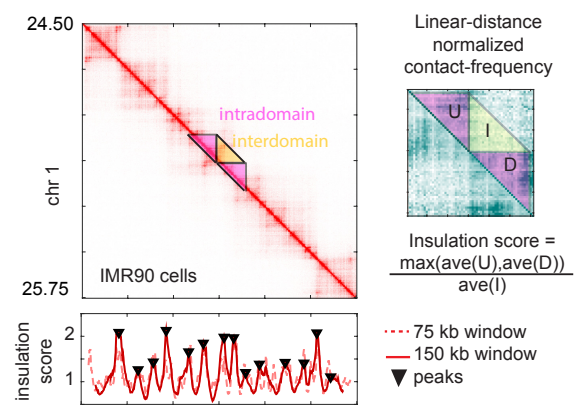 24.50
chr 1
25.75
intradomain
interdomain
IMR90 cells
insulation
score
2
1
Linear-distance
normalized
contact-frequency
U
I
D
Insulation score =
max(ave(U),ave(D))
ave(I)
75 kb window
150 kb window
peaks